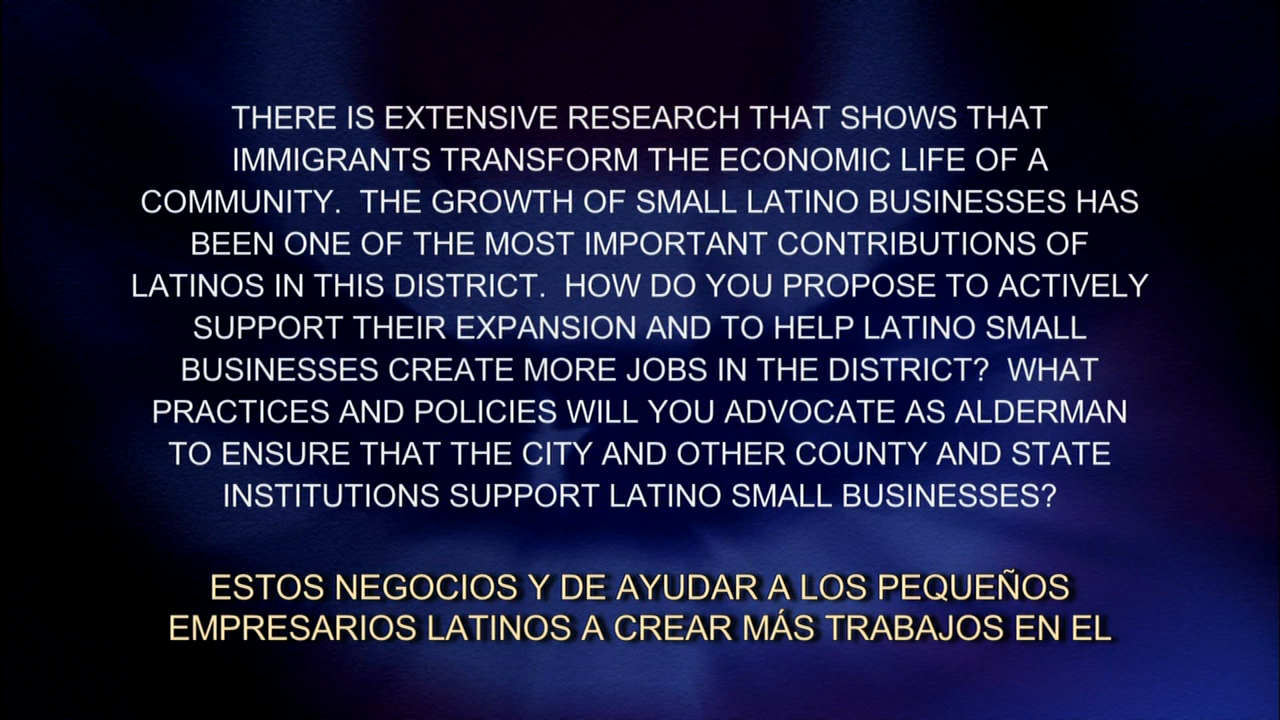 THERE IS EXTENSIVE RESEARCH THAT SHOWS THAT
IMMIGRANTS TRANSFORM THE ECONOMIC LIFE OF A
COMMUNITY.  THE GROWTH OF SMALL LATINO BUSINESSES HAS
BEEN ONE OF THE MOST IMPORTANT CONTRIBUTIONS OF
LATINOS IN THIS DISTRICT.  HOW DO YOU PROPOSE TO ACTIVELY
SUPPORT THEIR EXPANSION AND TO HELP LATINO SMALL
BUSINESSES CREATE MORE JOBS IN THE DISTRICT?  WHAT
PRACTICES AND POLICIES WILL YOU ADVOCATE AS ALDERMAN
TO ENSURE THAT THE CITY AND OTHER COUNTY AND STATE
INSTITUTIONS SUPPORT LATINO SMALL BUSINESSES?
ESTOS NEGOCIOS Y DE AYUDAR A LOS PEQUEÑOS
EMPRESARIOS LATINOS A CREAR MÁS TRABAJOS EN EL